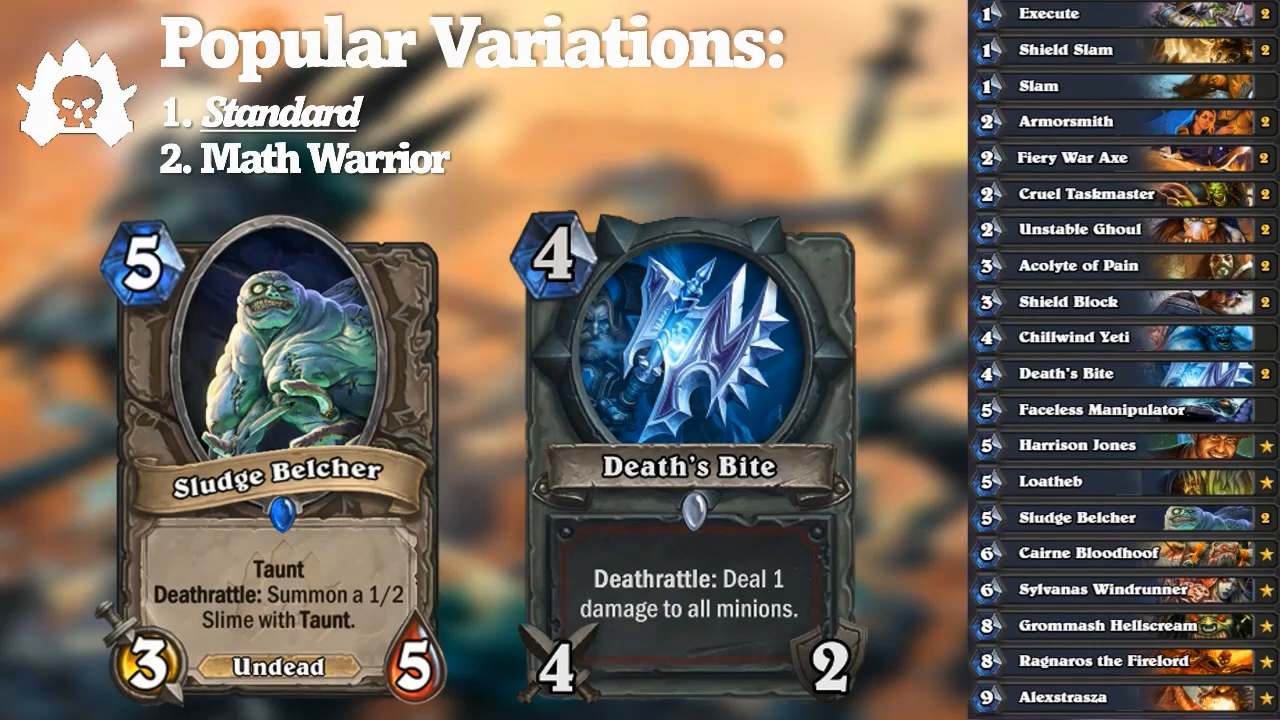 Popular Variations:
1. Standard
2. Math Warrior
5
Sludge Belcher
Taunt
Deathrattle: Summon a 1/2
Slime with Taunt.
3
Undead
5
4
Death's Bite
Deathrattle: Deal 1
damage to all minions.
4
2
1 Execute 2
1 Shield Slam 2
1 Slam
2 Armorsmith 2
2 Fiery War Axe 2
2 Cruel Taskmaster 2
2 Unstable Ghoul 2
3 Acolyte of Pain 2
3 Shield Block 2
4 Chillwind Yeti
4 Death's Bite 2
5 Faceless Manipulator
5 Harrison Jones
5 Loatheb
5 Sludge Belcher 2
6 Cairne Bloodhoof
6 Sylvanas Windrunner
8 Grommash Hellscream
8 Ragnaros the Firelord
9 Alexstrasza